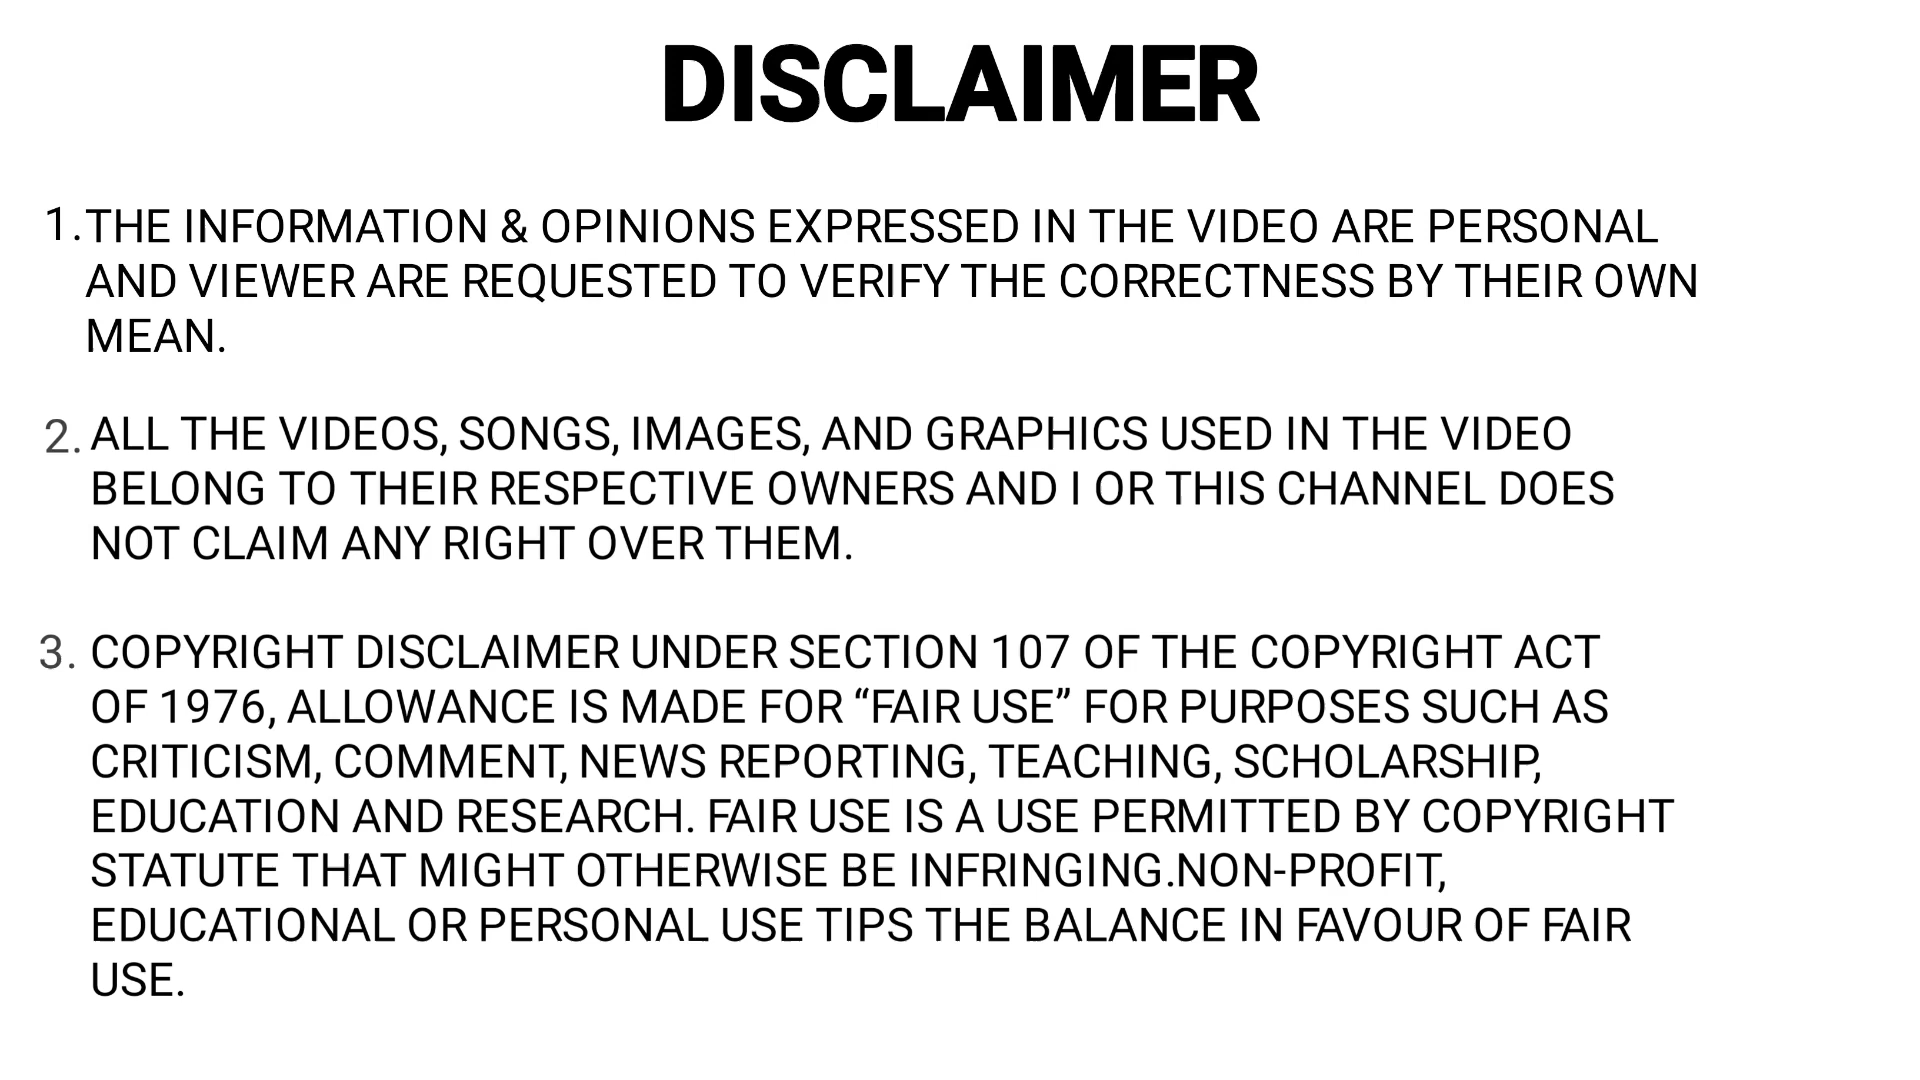 DISCLAIMER
1.THE INFORMATION & OPINIONS EXPRESSED IN THE VIDEO ARE PERSONAL
AND VIEWER ARE REQUESTED TO VERIFY THE CORRECTNESS BY THEIR OWN
MEAN.
2. ALL THE VIDEOS, SONGS, IMAGES, AND GRAPHICS USED IN THE VIDEO
BELONG TO THEIR RESPECTIVE OWNERS AND I OR THIS CHANNEL DOES
NOT CLAIM ANY RIGHT OVER THEM.
3. COPYRIGHT DISCLAIMER UNDER SECTION 107 OF THE COPYRIGHT ACT
OF 1976, ALLOWANCE IS MADE FOR “FAIR USE” FOR PURPOSES SUCH AS
CRITICISM, COMMENT, NEWS REPORTING, TEACHING, SCHOLARSHIP,
EDUCATION AND RESEARCH. FAIR USE IS A USE PERMITTED BY COPYRIGHT
STATUTE THAT MIGHT OTHERWISE BE INFRINGING.NON-PROFIT,
EDUCATIONAL OR PERSONAL USE TIPS THE BALANCE IN FAVOUR OF FAIR
USE.